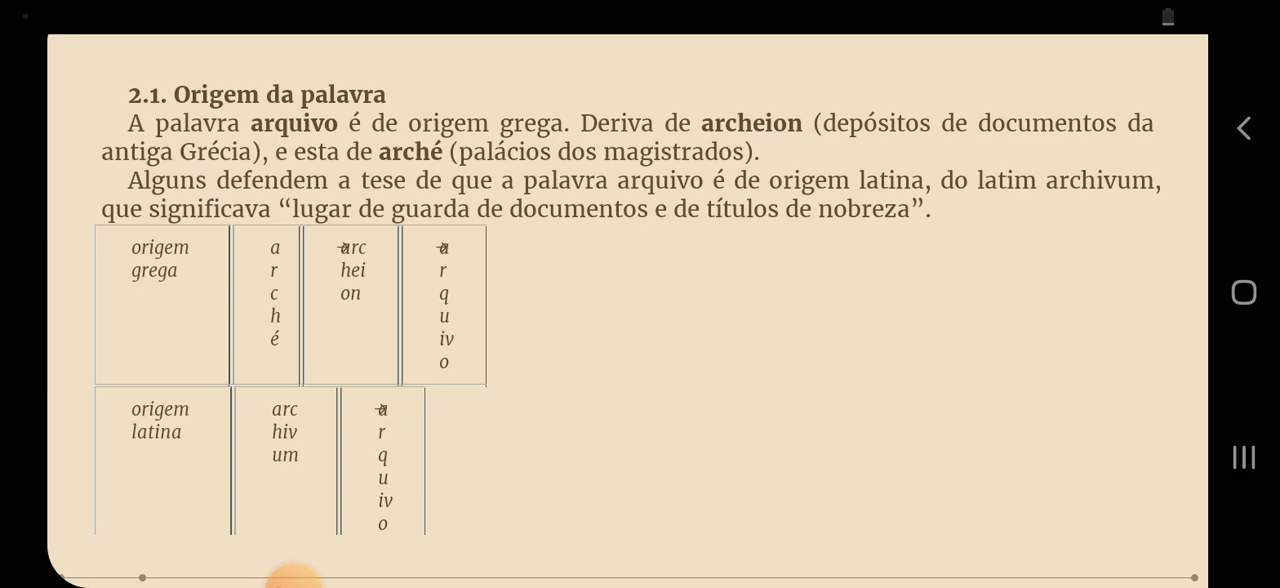 2.1. Origem da palavra
A palavra arquivo é de origem grega. Deriva de archeion (depósitos de documentos da
antiga Grécia), e esta de arché (palácios dos magistrados).
Alguns defendem a tese de que a palavra arquivo é de origem latina, do latim archivum,
que significava “lugar de guarda de documentos e de títulos de nobreza”.
origem
grega
a
r
c
h
é
→arc
hei
on
→a
r
q
u
iv
o
origem
latina
arc
hiv
um
→a
r
q
u
iv
o